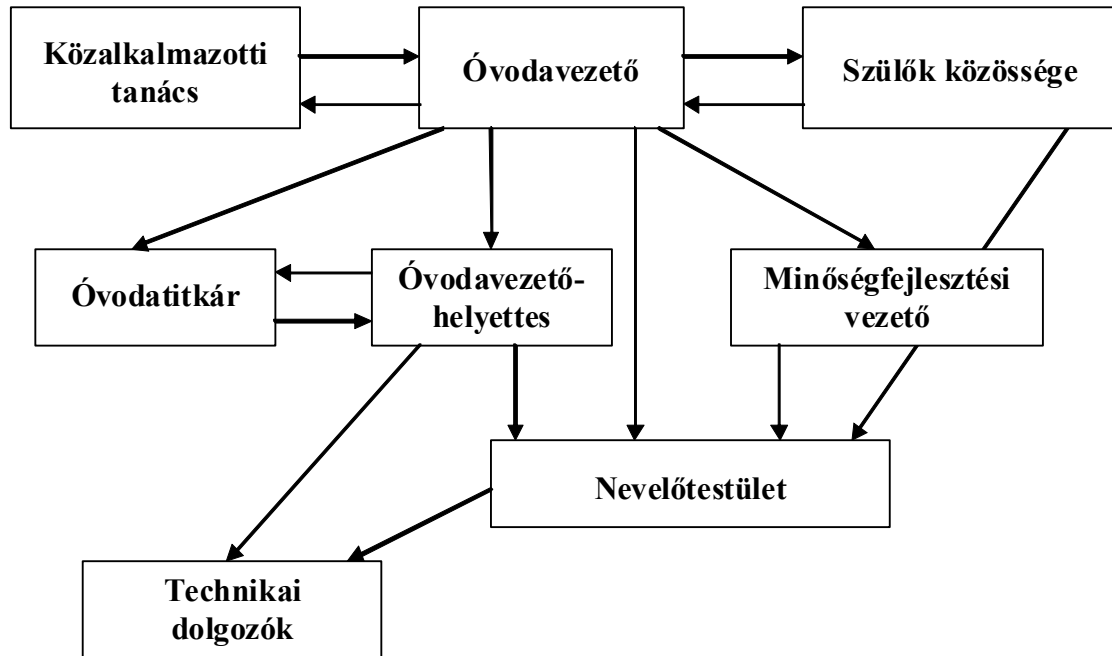 Közalkalmazotti
tanács
Óvodavezető
Szülők közössége
Óvodatitkár
Óvodavezető-
helyettes
Minőségfejlesztési
vezető
Nevelőtestület
Technikai
dolgozók